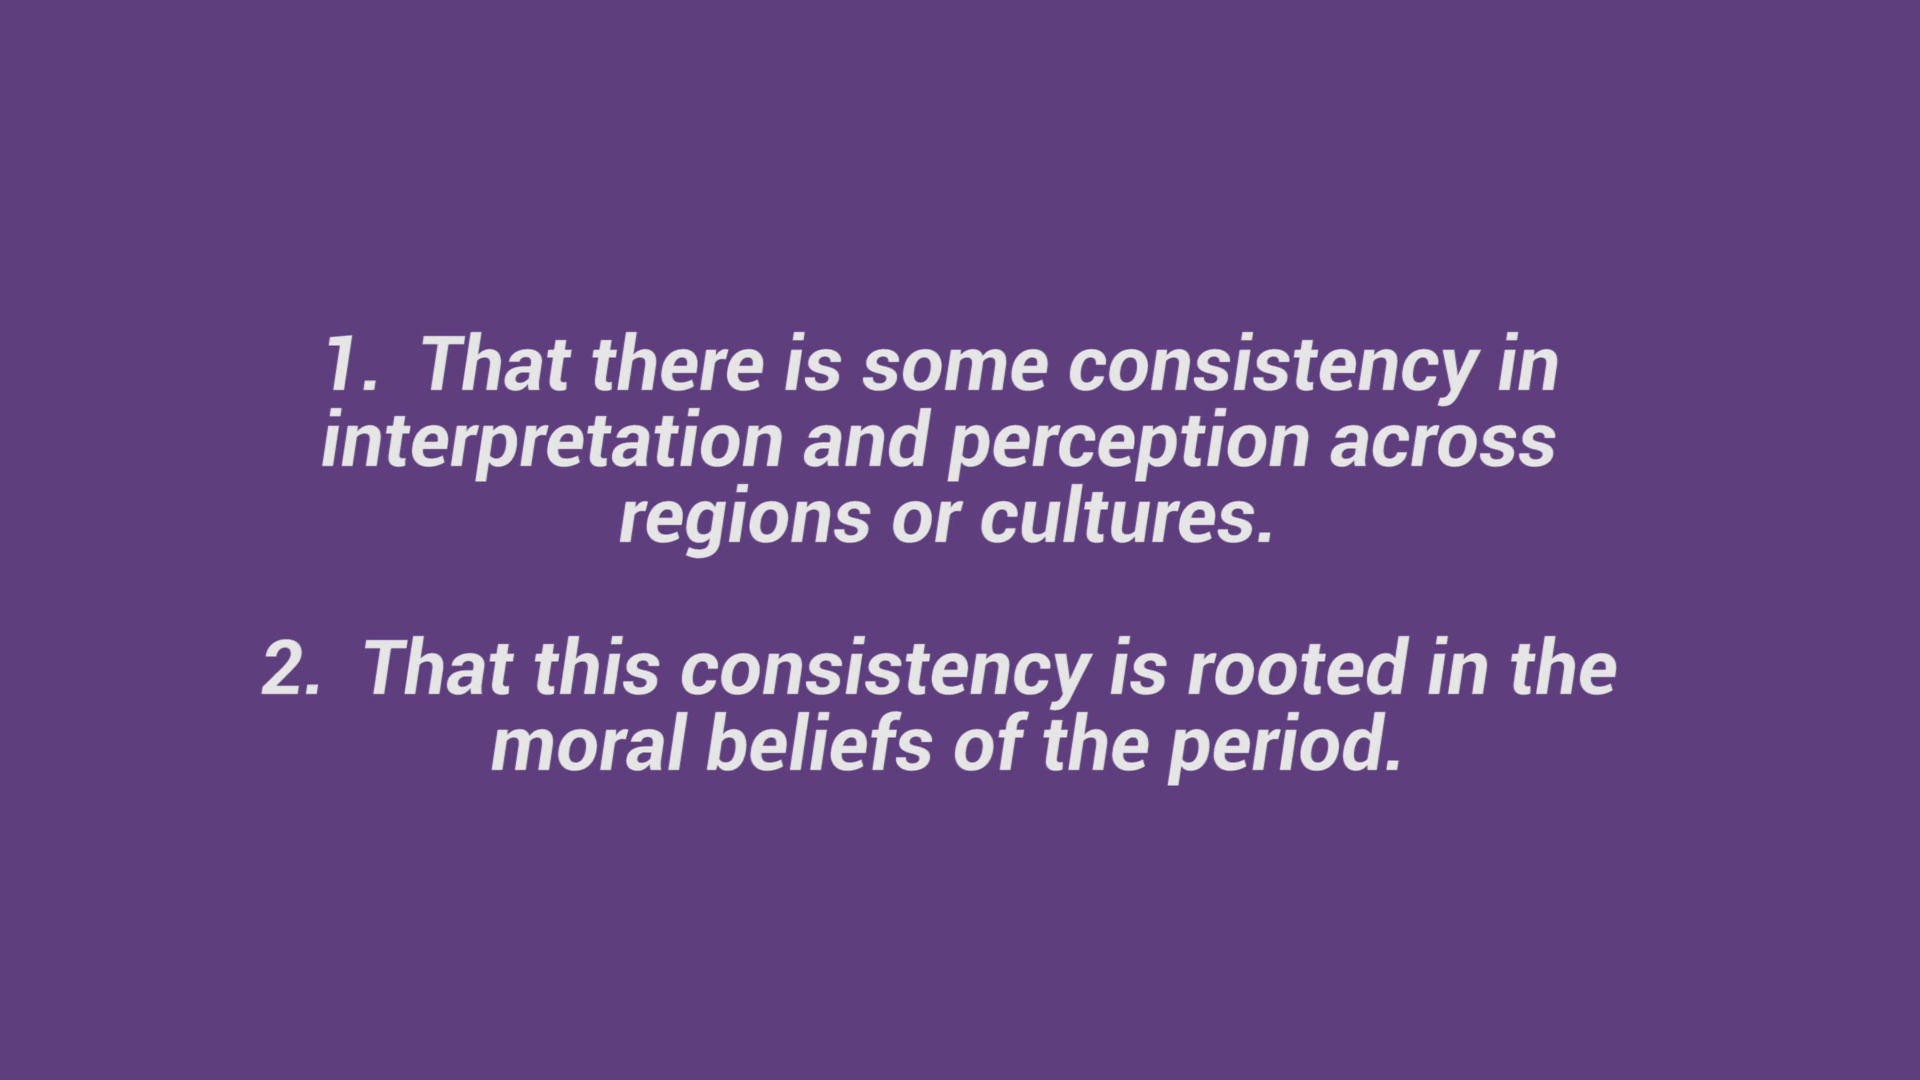 1. That there is some consistency in
interpretation and perception across
regions or cultures.
2. That this consistency is rooted in the
moral beliefs of the period.